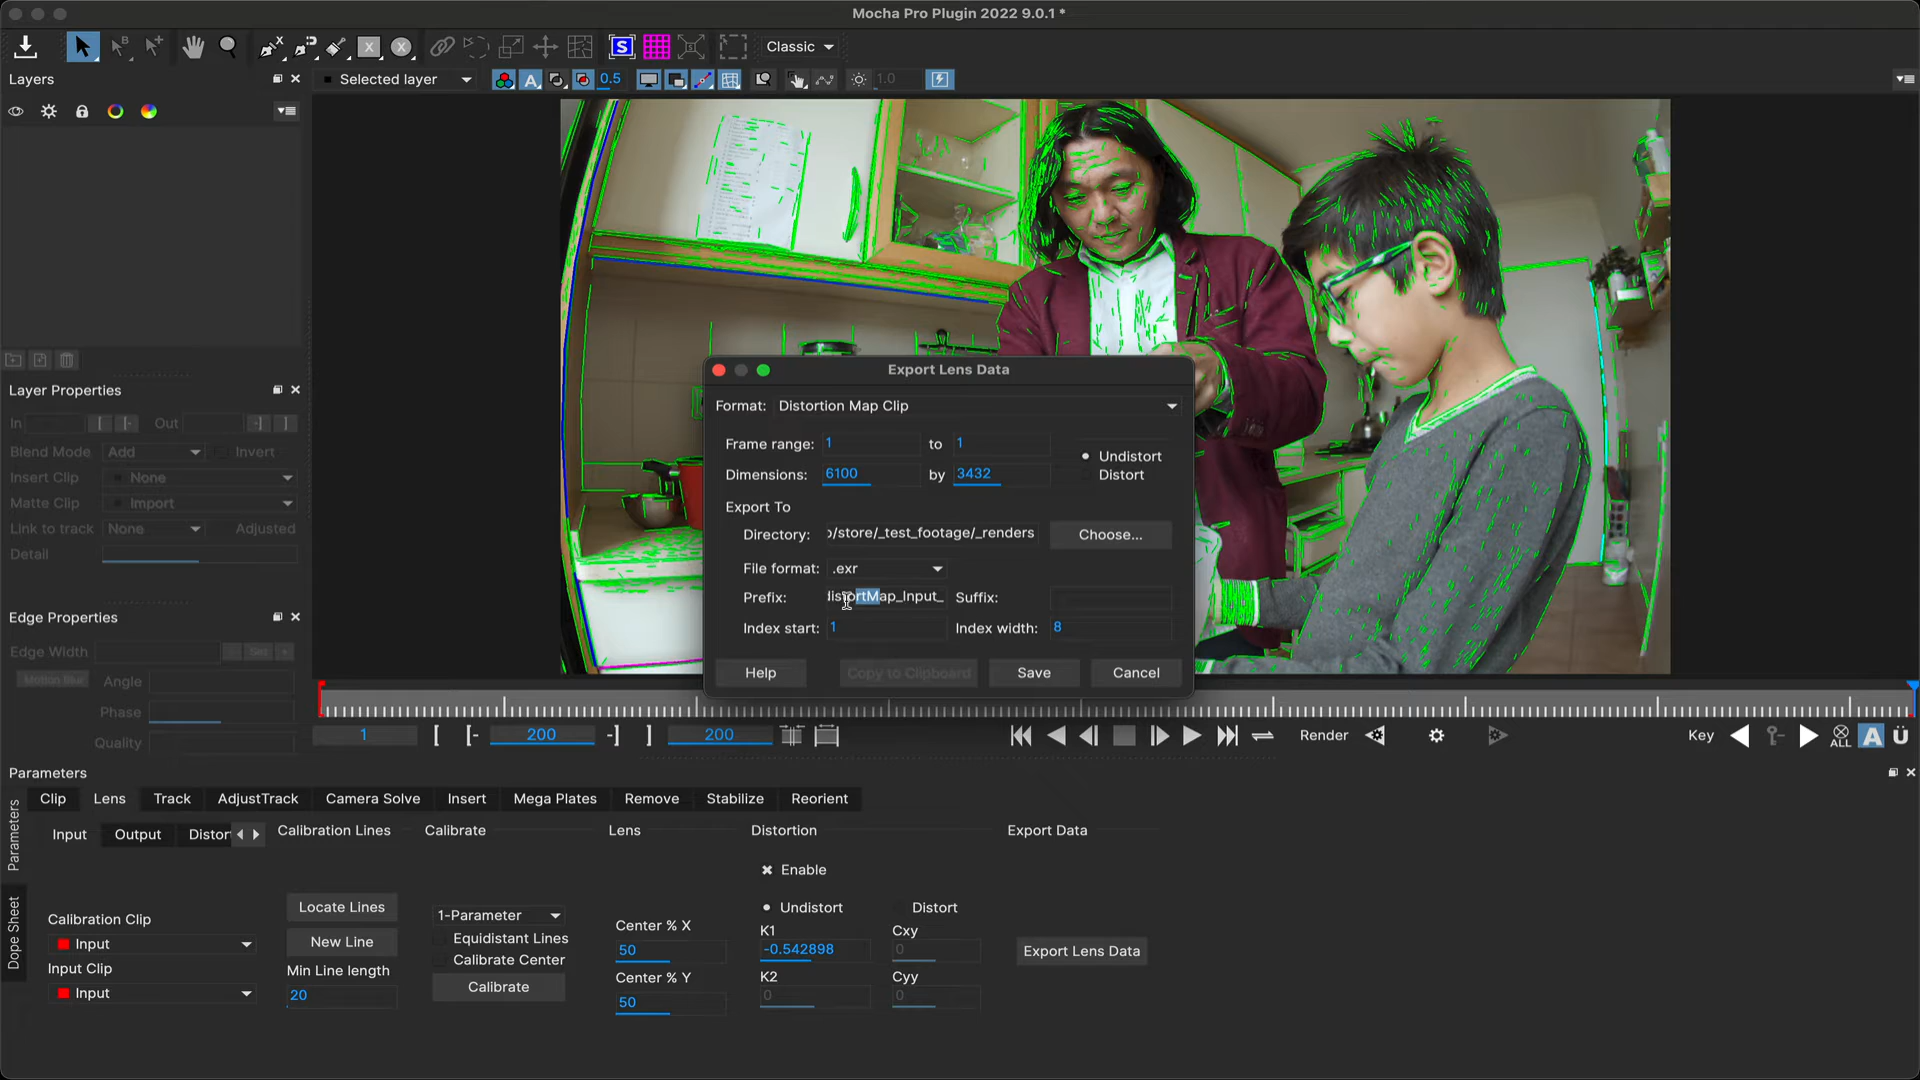 Mocha Pro Plugin 2022 9.0.1 *
Classic
Layers
Selected layer
0.5
1.0
Layer Properties
In
Out
Blend Mode
Add
Invert
Insert Clip
None
Matte Clip
Import
Link to track
None
Adjusted
Detail
Edge Properties
Edge Width
Set
Motion Blur
Angle
Phase
Quality
Export Lens Data
Format:
Distortion Map Clip
Frame range:
1
to
1
Dimensions:
6100
by
3432
Undistort
Distort
Export To
Directory:
/store/_test_footage/_renders
Choose...
File format:
.exr
Prefix:
distortMap_Input_
Suffix:
Index start:
1
Index width:
8
Help
Copy to Clipboard
Save
Cancel
1
200
200
Render
Key
ALL
Parameters
Parameters
Dope Sheet
Clip
Lens
Track
AdjustTrack
Camera Solve
Insert
Mega Plates
Remove
Stabilize
Reorient
Input
Output
Distor
Calibration Lines
Calibrate
Lens
Distortion
Export Data
Calibration Clip
Input
Input Clip
Input
Locate Lines
New Line
Min Line length
20
1-Parameter
Equidistant Lines
Calibrate Center
Calibrate
Center % X
50
Center % Y
50
Enable
Undistort
Distort
K1
-0.542898
Cxy
0
K2
0
Cyy
0
Export Lens Data